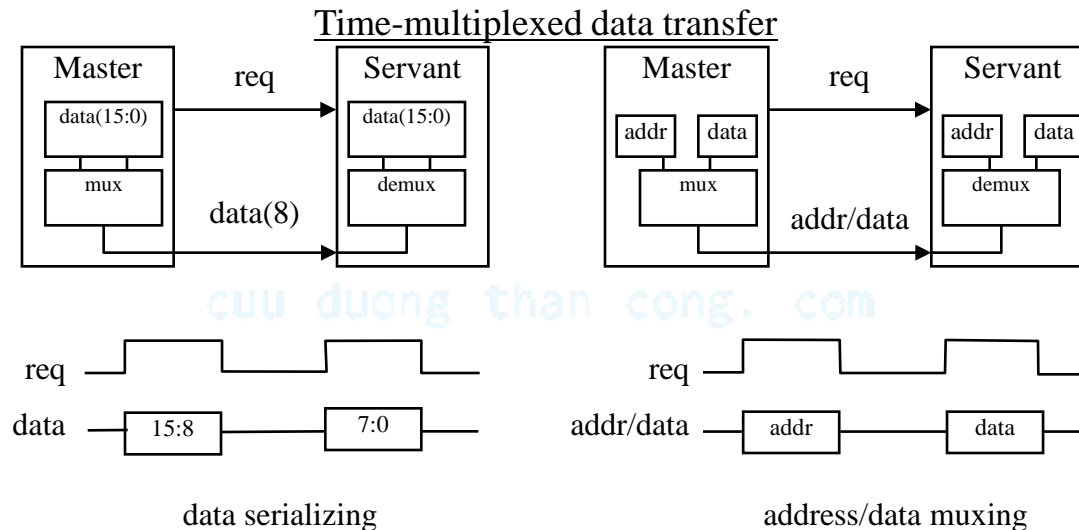 Time-multiplexed data transfer
Master req Servant
data(15:0) data(15:0)
mux demux
data(8)
Master req Servant
addr data addr data
mux demux
addr/data
cuu duong than cong. com
req
data 15:8 7:0
data serializing
req
addr/data addr data
address/data muxing